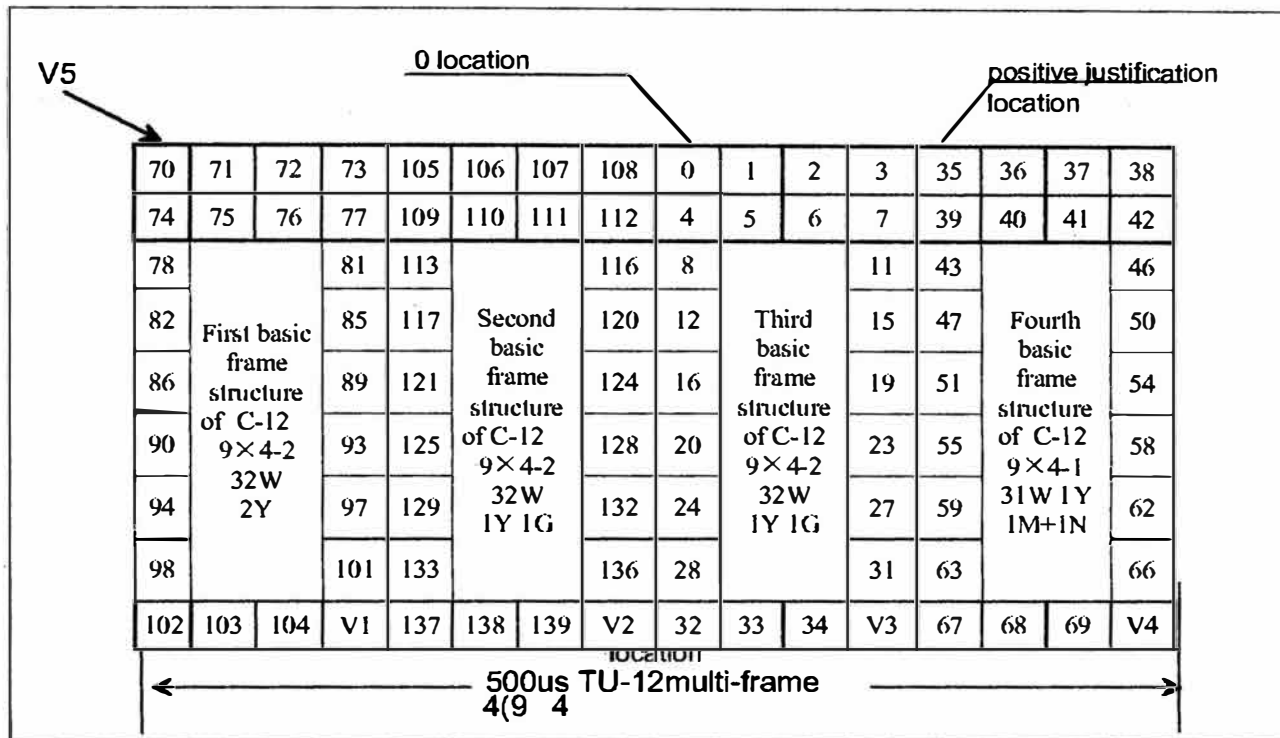 V5
0 location
positive justification
location
70 71 72 73 105 106 107 108 0 1 2 3 35 36 37 38
74 75 76 77 109 110 111 112 4 5 6 7 39 40 41 42
78 81 113 116 8 11 43 46
82 85 117 120 12 15 47 50
86 89 121 124 16 19 51 54
90 93 125 128 20 23 55 58
94 97 129 132 24 27 59 62
98 101 133 136 28 31 63 66
First basic
frame
structure
of C-12
9×4-2
32W
2Y
Second
basic
frame
structure
of C-12
9×4-2
32W
1Y 1G
Third
basic
frame
structure
of C-12
9×4-2
32W
1Y 1G
Fourth
basic
frame
structure
of C-12
9×4-1
31W 1Y
1M+1N
102 103 104 V1 137 138 139 V2 32 33 34 V3 67 68 69 V4
location
500us TU-12multi-frame
4(9 4